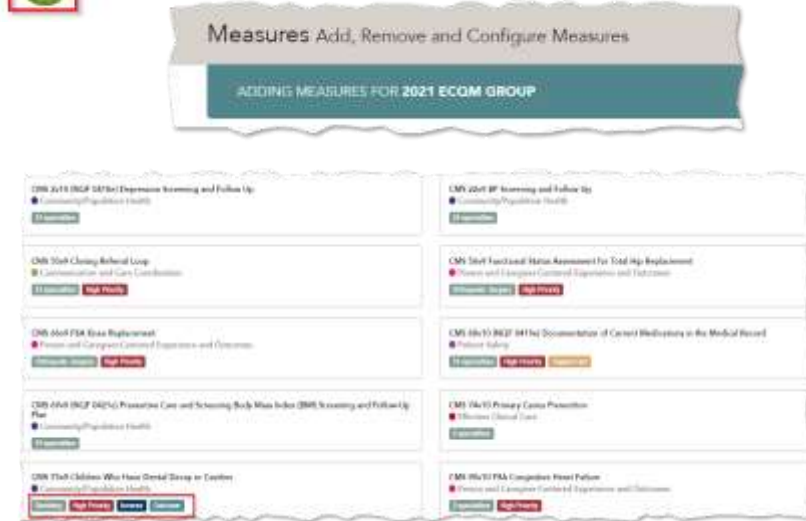 Measures Add, Remove and Configure Measures
ADDING MEASURES FOR 2021 ECQM GROUP
CMS 2v10 (NQF 0418e) Depression Screening and Follow Up
Community/Population Health
CMS 22v9 BP Screening and Follow Up
Community/Population Health
CMS 50v9 Closing Referral Loop
Communication and Care Coordination
High Priority
CMS 56v9 Functional Status Assessment for Total Hip Replacement
Person and Caregiver-Centered Experience and Outcomes
Orthopedic Surgery High Priority
CMS 66v9 FSA Knee Replacement
Person and Caregiver-Centered Experience and Outcomes
Orthopedic Surgery High Priority
CMS 68v10 (NQF 0419e) Documentation of Current Medications in the Medical Record
Patient Safety
High Priority
CMS 69v9 (NQF 0421e) Preventive Care and Screening Body Mass Index (BMI) Screening and Follow-Up
Plan
Community/Population Health
CMS 74v10 Primary Caries Prevention
Effective Clinical Care
CMS 75v9 Children Who Have Dental Decay or Cavities
Community/Population Health
Dentistry High Priority Outcome
CMS 90v10 FSA Congestive Heart Failure
Person and Caregiver-Centered Experience and Outcomes
High Priority